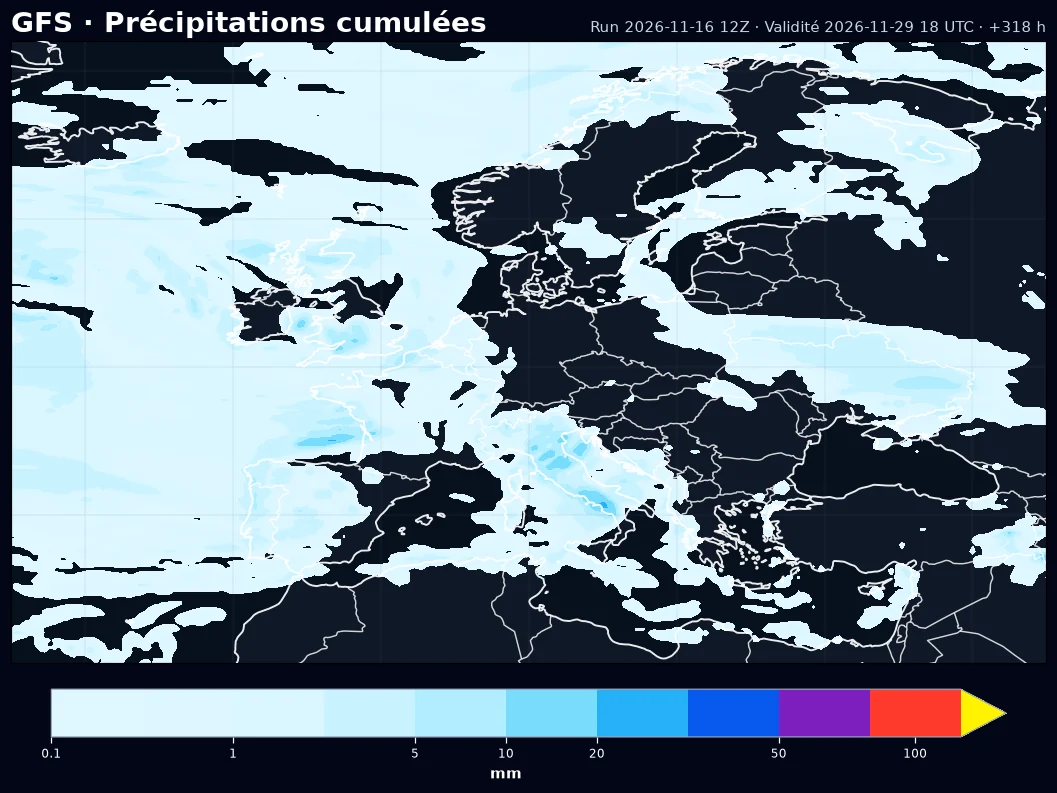 GFS · Précipitations cumulées
Run 2026-11-16 12Z · Validité 2026-11-29 18 UTC · +318 h
0.1 1 5 10 20 50 100
mm